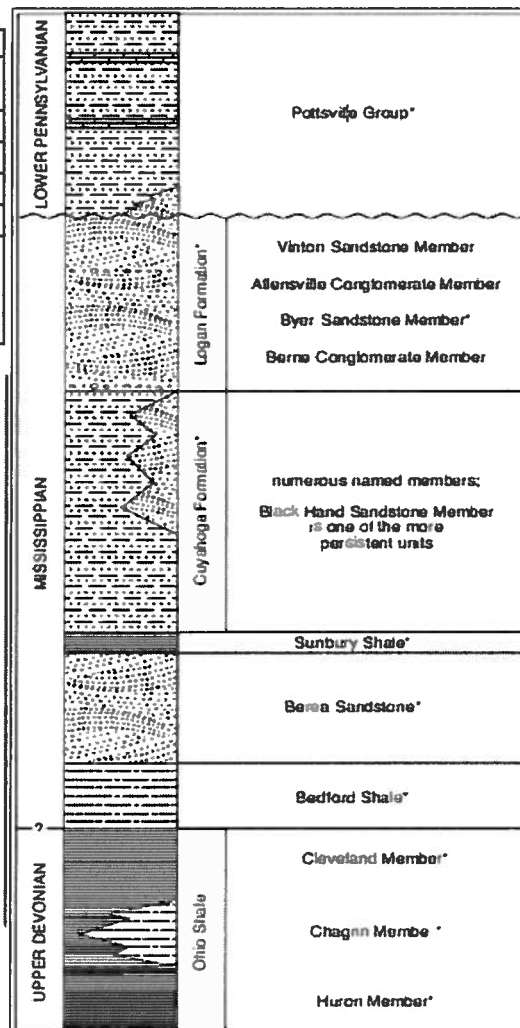 LOWER PENNSYLVANIAN
Pottsville Group*
MISSISSIPPIAN
Logan Formation*
Vinton Sandstone Member
Allensville Conglomerate Member
Byer Sandstone Member*
Berne Conglomerate Member
Cuyahoga Formation*
numerous named members;
Black Hand Sandstone Member
is one of the more
persistent units
Sunbury Shale*
Berea Sandstone*
Bedford Shale*
?
UPPER DEVONIAN
Ohio Shale
Cleveland Member*
Chagrin Membe *
Huron Member*